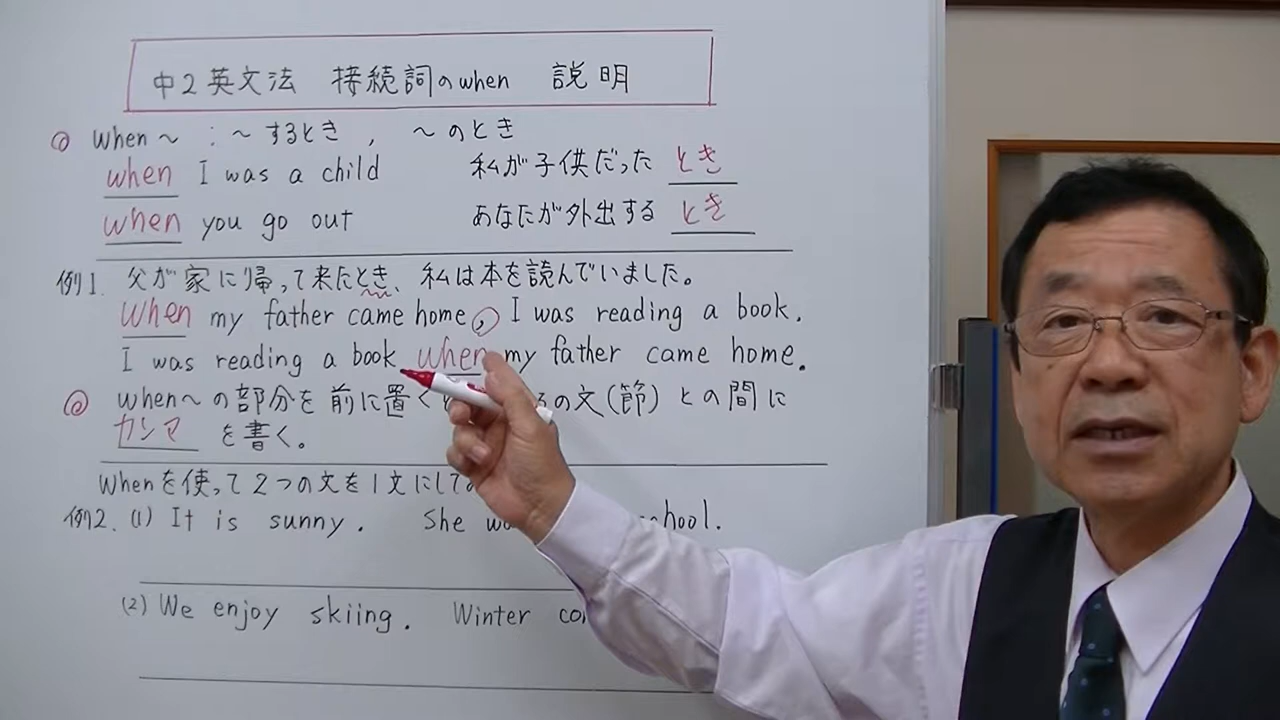 中2英文法 接続詞のwhen 説明
when～ : ～するとき , ～のとき
when I was a child 私が子供だった とき
when you go out あなたが外出する とき
例1. 父が家に帰って来たとき、私は本を読んでいました。
When my father came home, I was reading a book.
I was reading a book when my father came home.
when～の部分を前に置く の文(節)との間に
カンマ を書く。
Whenを使って2つの文を1文にして
例2. (1) It is sunny. She school.
(2) We enjoy skiing. Winter